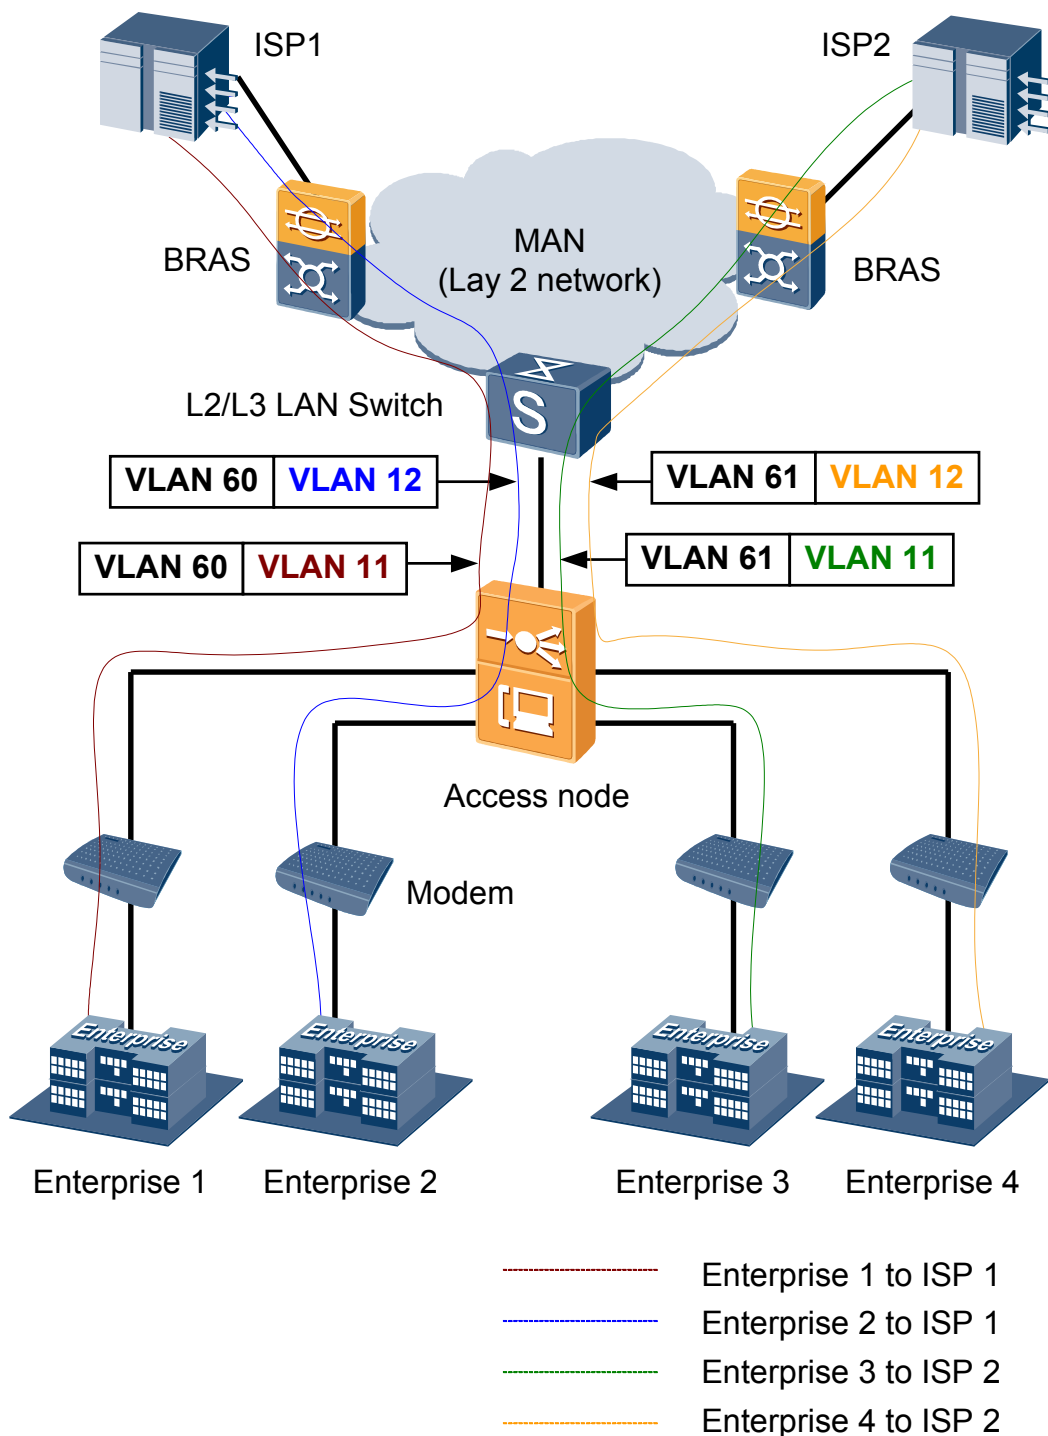 ISP1
ISP2
MAN
(Lay 2 network)
BRAS
BRAS
L2/L3 LAN Switch
S
VLAN 60 VLAN 12
VLAN 61 VLAN 12
VLAN 60 VLAN 11
VLAN 61 VLAN 11
Access node
Modem
Enterprise
Enterprise
Enterprise
Enterprise
Enterprise 1
Enterprise 2
Enterprise 3
Enterprise 4
Enterprise 1 to ISP 1
Enterprise 2 to ISP 1
Enterprise 3 to ISP 2
Enterprise 4 to ISP 2